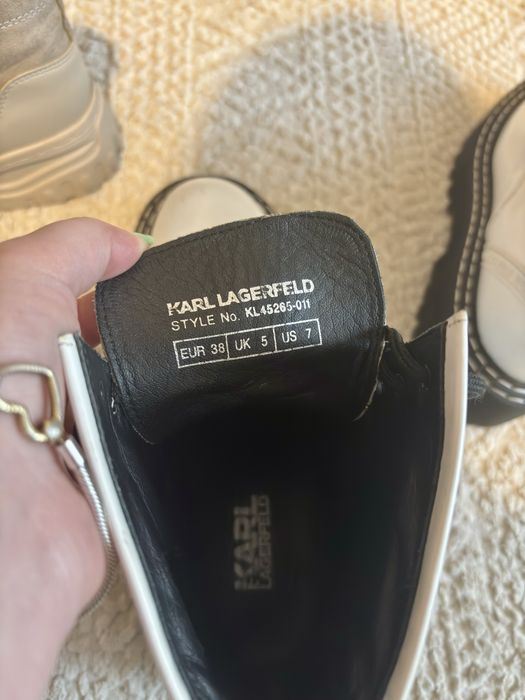 KARL LAGERFELD
STYLE No. KL45265-011
EUR 38 UK 5 US 7
KARL
LAGERFELD